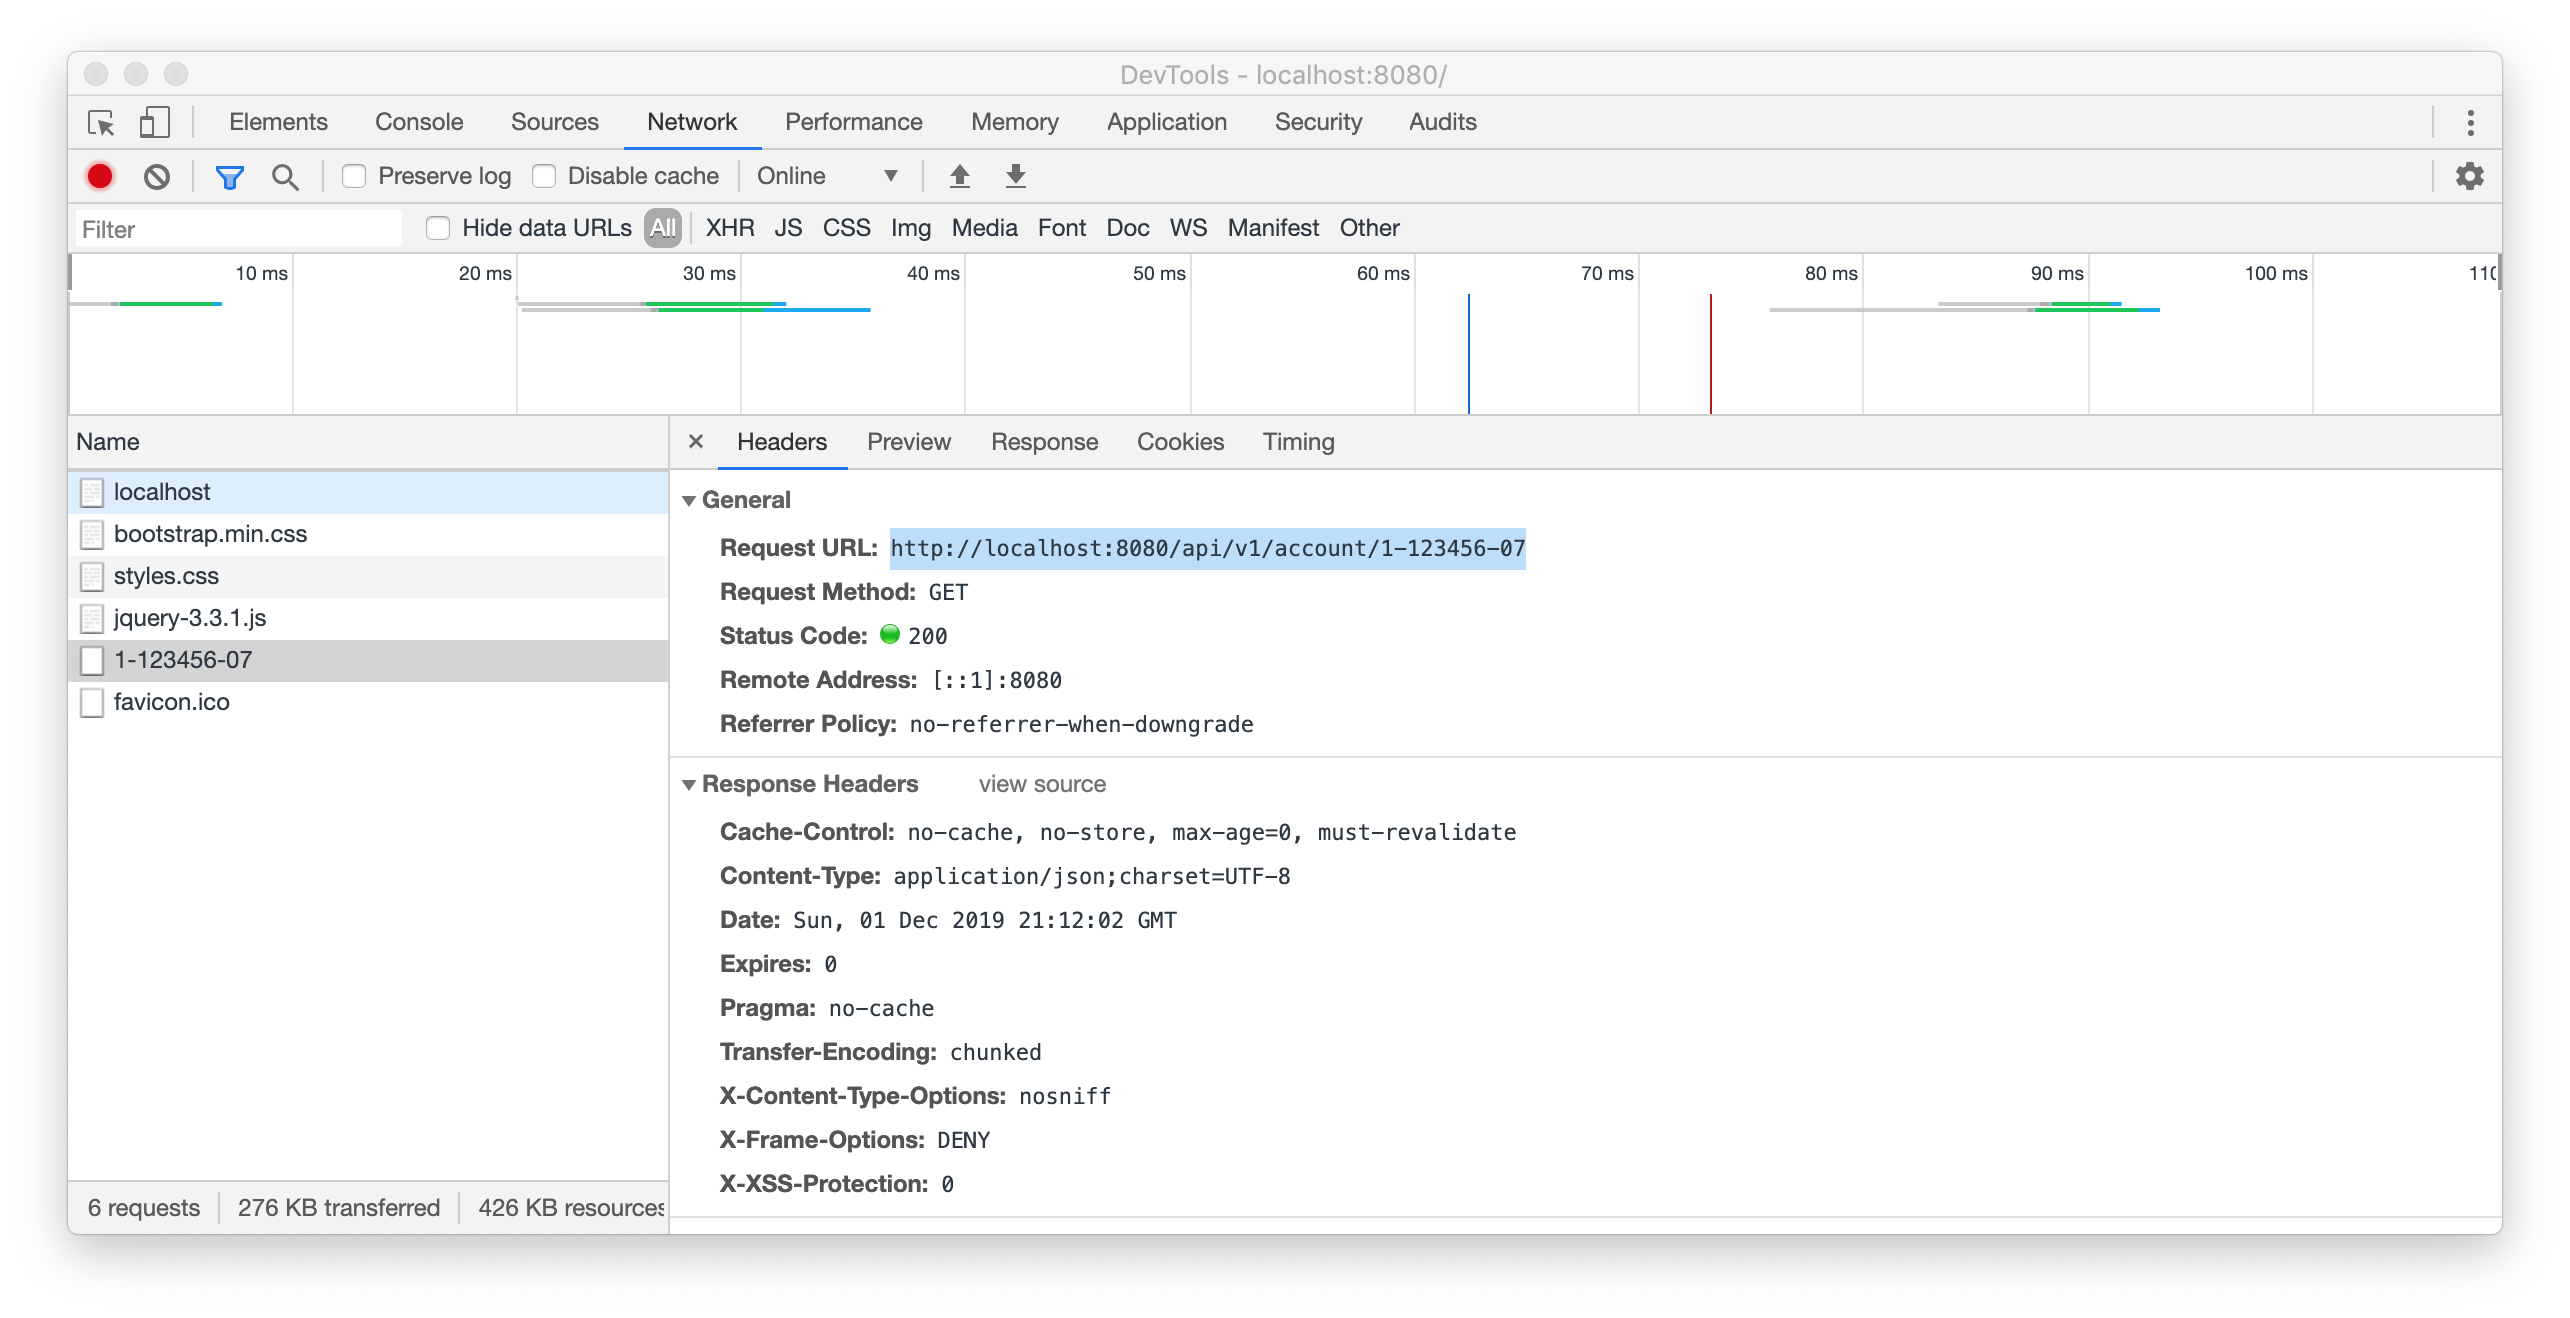 DevTools - localhost:8080/
Elements Console Sources Network Performance Memory Application Security Audits
Preserve log Disable cache Online
Filter Hide data URLs All XHR JS CSS Img Media Font Doc WS Manifest Other
10 ms 20 ms 30 ms 40 ms 50 ms 60 ms 70 ms 80 ms 90 ms 100 ms 110
Name
localhost
bootstrap.min.css
styles.css
jquery-3.3.1.js
1-123456-07
favicon.ico
6 requests 276 KB transferred 426 KB resources
Headers Preview Response Cookies Timing
General
Request URL: http://localhost:8080/api/v1/account/1-123456-07
Request Method: GET
Status Code: 200
Remote Address: [::1]:8080
Referrer Policy: no-referrer-when-downgrade
Response Headers view source
Cache-Control: no-cache, no-store, max-age=0, must-revalidate
Content-Type: application/json;charset=UTF-8
Date: Sun, 01 Dec 2019 21:12:02 GMT
Expires: 0
Pragma: no-cache
Transfer-Encoding: chunked
X-Content-Type-Options: nosniff
X-Frame-Options: DENY
X-XSS-Protection: 0